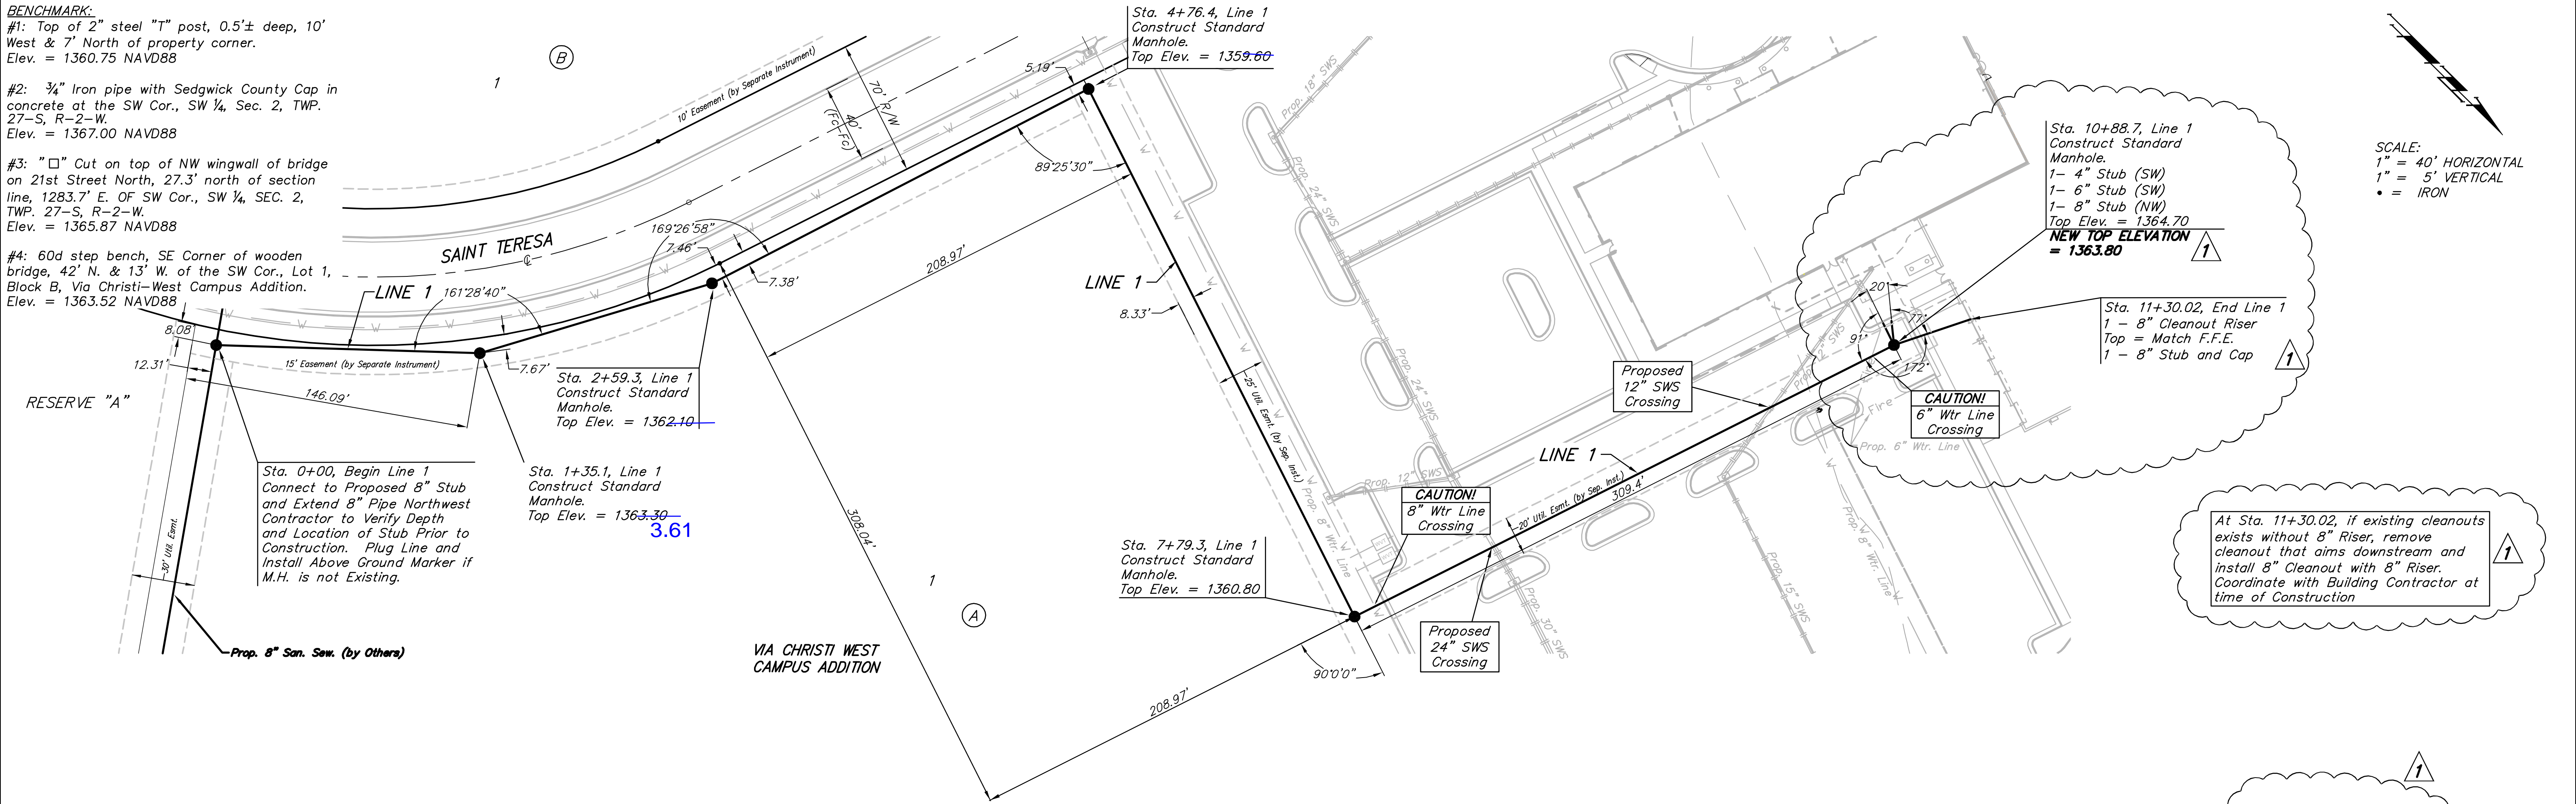 BENCHMARK:
#1: Top of 2" steel "T" post, 0.5'± deep, 10'
West & 7' North of property corner.
Elev. = 1360.75 NAVD88
#2: ¾" Iron pipe with Sedgwick County Cap in
concrete at the SW Cor., SW ¼, Sec. 2, TWP.
27-S, R-2-W.
Elev. = 1367.00 NAVD88
#3: "□" Cut on top of NW wingwall of bridge
on 21st Street North, 27.3' north of section
line, 1283.7' E. OF SW Cor., SW ¼, SEC. 2,
TWP. 27-S, R-2-W.
Elev. = 1365.87 NAVD88
#4: 60d step bench, SE Corner of wooden
bridge, 42' N. & 13' W. of the SW Cor., Lot 1,
Block B, Via Christi-West Campus Addition.
Elev. = 1363.52 NAVD88
1
B
10' Easement (by Separate Instrument)
70' R/W
40'
(Fc-Fc)
5.19'
Sta. 4+76.4, Line 1
Construct Standard
Manhole.
Top Elev. = 1359.60
89°25'30"
SAINT TERESA
℄
169°26'58"
7.46'
7.38'
208.97'
LINE 1
161°28'40"
8.08'
12.31'
15' Easement (by Separate Instrument)
7.67'
146.09'
RESERVE "A"
Sta. 2+59.3, Line 1
Construct Standard
Manhole.
Top Elev. = 1362.10
Sta. 0+00, Begin Line 1
Connect to Proposed 8" Stub
and Extend 8" Pipe Northwest
Contractor to Verify Depth
and Location of Stub Prior to
Construction. Plug Line and
Install Above Ground Marker if
M.H. is not Existing.
Sta. 1+35.1, Line 1
Construct Standard
Manhole.
Top Elev. = 1363.30
3.61
30' Util. Esmt.
Prop. 8" San. Sew. (by Others)
308.04'
1
A
VIA CHRISTI WEST
CAMPUS ADDITION
LINE 1
8.33'
25' Util. Esmt. (by Sep. Inst.)
Prop. 18" SWS
Prop. 24" SWS
Prop. 24" SWS
Prop. 12" SWS
Prop. 8" Wtr. Line
Sta. 7+79.3, Line 1
Construct Standard
Manhole.
Top Elev. = 1360.80
208.97'
90°0'0"
CAUTION!
8" Wtr Line
Crossing
Proposed
24" SWS
Crossing
Prop. 30" SWS
20' Util. Esmt. (by Sep. Inst.)
309.4'
LINE 1
Proposed
12" SWS
Crossing
Prop. 15" SWS
Prop. 8" Wtr. Line
Prop. 6" Wtr. Line
Fire
CAUTION!
6" Wtr Line
Crossing
20'
77°
91°
172°
Sta. 10+88.7, Line 1
Construct Standard
Manhole.
1- 4" Stub (SW)
1- 6" Stub (SW)
1- 8" Stub (NW)
Top Elev. = 1364.70
NEW TOP ELEVATION
= 1363.80
1
Sta. 11+30.02, End Line 1
1 - 8" Cleanout Riser
Top = Match F.F.E.
1 - 8" Stub and Cap
1
SCALE:
1" = 40' HORIZONTAL
1" = 5' VERTICAL
• = IRON
At Sta. 11+30.02, if existing cleanouts
exists without 8" Riser, remove
cleanout that aims downstream and
install 8" Cleanout with 8" Riser.
Coordinate with Building Contractor at
time of Construction
1
1